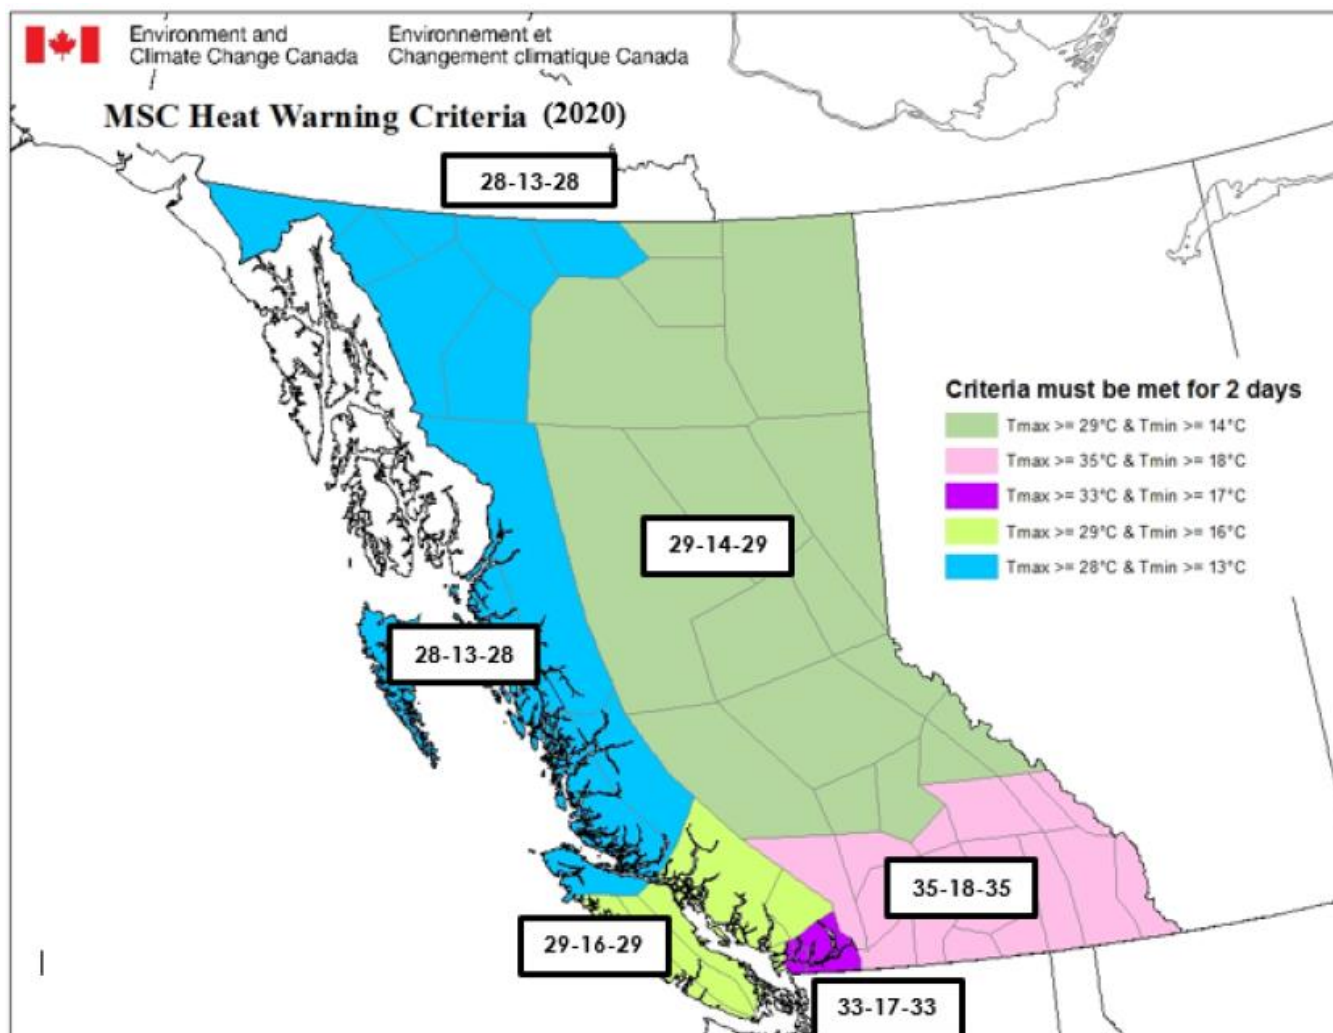 Environment and
Climate Change Canada
Environnement et
Changement climatique Canada
MSC Heat Warning Criteria (2020)
28-13-28
Criteria must be met for 2 days
Tmax >= 29°C & Tmin >= 14°C
Tmax >= 35°C & Tmin >= 18°C
Tmax >= 33°C & Tmin >= 17°C
Tmax >= 29°C & Tmin >= 16°C
Tmax >= 28°C & Tmin >= 13°C
29-14-29
28-13-28
35-18-35
29-16-29
33-17-33